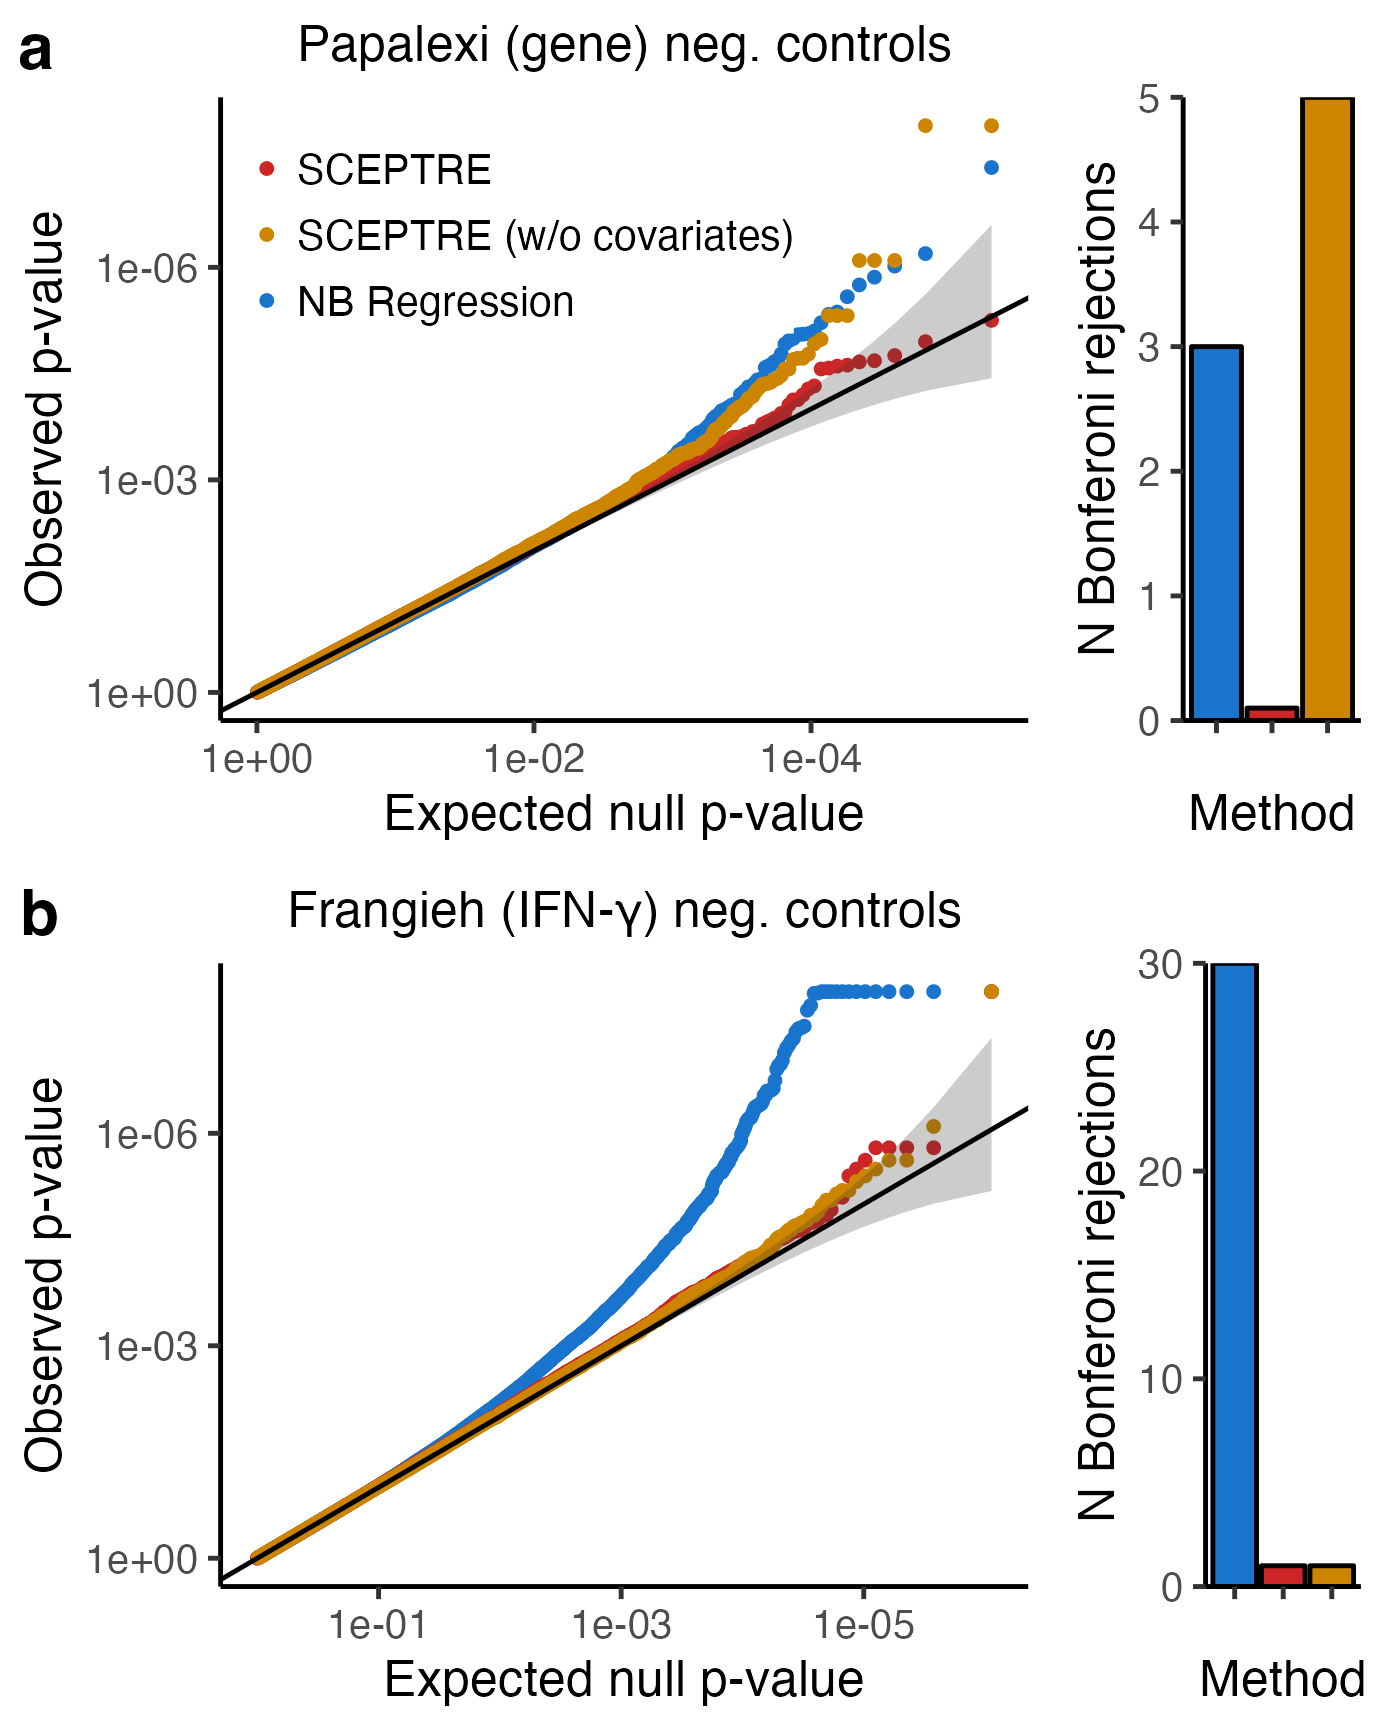 a
Papalexi (gene) neg. controls
SCEPTRE
SCEPTRE (w/o covariates)
NB Regression
Observed p-value
1e-06
1e-03
1e+00
1e+00
1e-02
1e-04
Expected null p-value
N Bonferoni rejections
5
4
3
2
1
0
Method
b
Frangieh (IFN-γ) neg. controls
Observed p-value
1e-06
1e-03
1e+00
1e-01
1e-03
1e-05
Expected null p-value
N Bonferoni rejections
30
20
10
0
Method